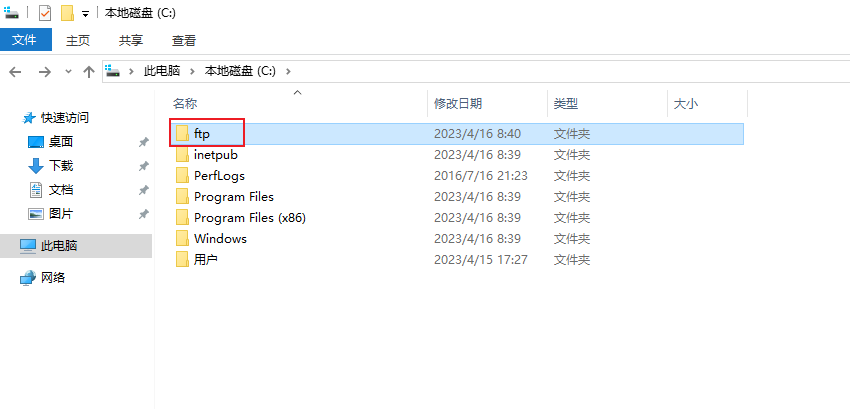 本地磁盘 (C:)
文件 主页 共享 查看
此电脑 本地磁盘 (C:)
名称 修改日期 类型 大小
快速访问
桌面
下载
文档
图片
此电脑
网络
ftp 2023/4/16 8:40 文件夹
inetpub 2023/4/16 8:39 文件夹
PerfLogs 2016/7/16 21:23 文件夹
Program Files 2023/4/16 8:39 文件夹
Program Files (x86) 2023/4/16 8:39 文件夹
Windows 2023/4/16 8:39 文件夹
用户 2023/4/15 17:27 文件夹